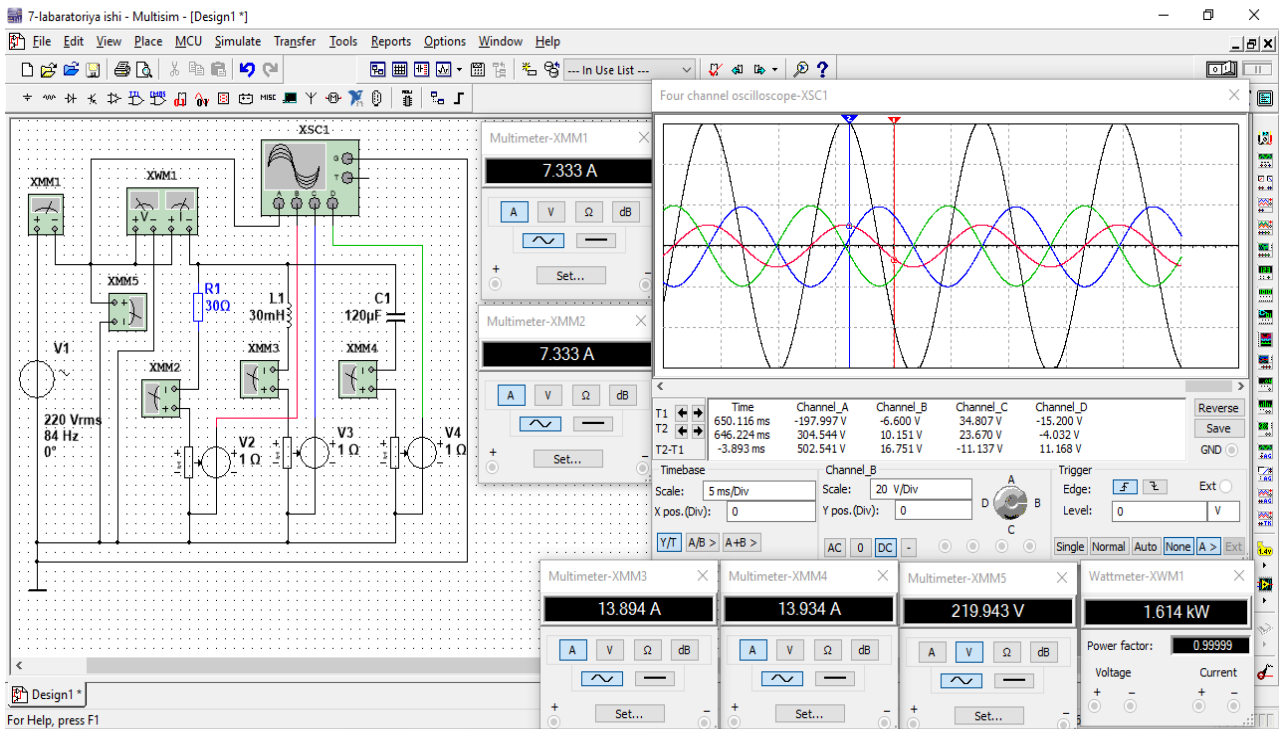 7-labaratoriya ishi - Multisim - [Design1 *]
File Edit View Place MCU Simulate Transfer Tools Reports Options Window Help
--- In Use List ---
Four channel oscilloscope-XSC1
XSC1
XMM1
XWM1
A B C D
G
T
V I
XMM5
R1
30Ω
L1
30mH
C1
120µF
V1
XMM2
XMM3
XMM4
220 Vrms
84 Hz
0°
V2
1 Ω
V3
1 Ω
V4
1 Ω
Multimeter-XMM1
7.333 A
A V Ω dB
Set...
Multimeter-XMM2
7.333 A
A V Ω dB
Set...
2 1
Time Channel_A Channel_B Channel_C Channel_D
T1 650.116 ms -197.997 V -6.600 V 34.807 V -15.200 V
T2 646.224 ms 304.544 V 10.151 V 23.670 V -4.032 V
T2-T1 -3.893 ms 502.541 V 16.751 V -11.137 V 11.168 V
Reverse
Save
GND
Timebase
Scale: 5 ms/Div
X pos.(Div): 0
Y/T A/B > A+B >
Channel_B
Scale: 20 V/Div
Y pos.(Div): 0
AC 0 DC -
A
B
C
D
Trigger
Edge: Ext
Level: 0 V
Single Normal Auto None A > Ext
Multimeter-XMM3
13.894 A
A V Ω dB
Set...
Multimeter-XMM4
13.934 A
A V Ω dB
Set...
Multimeter-XMM5
219.943 V
A V Ω dB
Set...
Wattmeter-XWM1
1.614 kW
Power factor: 0.99999
Voltage Current
Design1 *
For Help, press F1